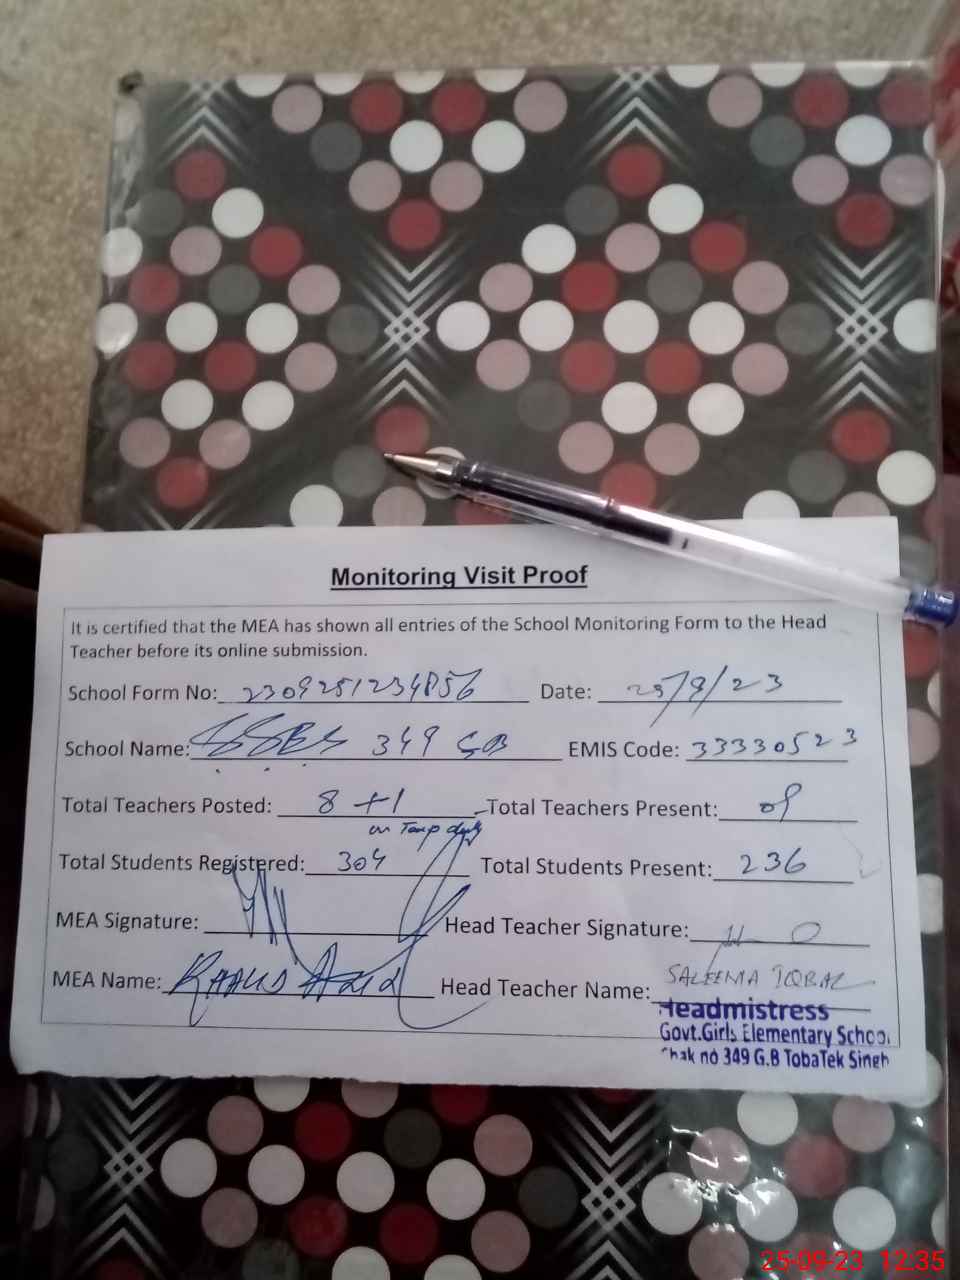 Monitoring Visit Proof
It is certified that the MEA has shown all entries of the School Monitoring Form to the Head
Teacher before its online submission.
School Form No: 2309251234856 Date: 25/9/23
School Name: GGES 349 GB EMIS Code: 33330523
Total Teachers Posted: 8+1 Total Teachers Present: 09
on Temp duty
Total Students Registered: 304 Total Students Present: 236
MEA Signature: Head Teacher Signature:
MEA Name: Khalid Head Teacher Name: SALEEMA IQBAL
Headmistress
Govt.Girls Elementary School
Chak no 349 G.B TobaTek Singh
25-09-23 12:35